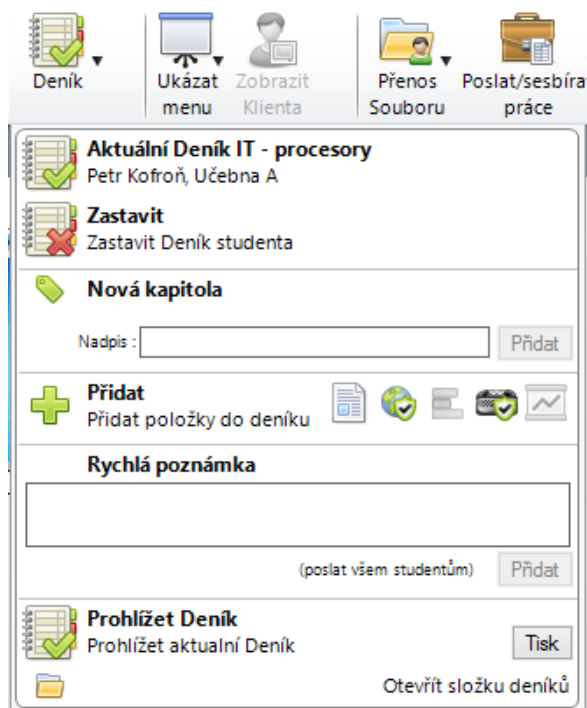 Deník
Ukázat
menu
Zobrazit
Klienta
Přenos
Souboru
Poslat/sesbíra
práce
Aktuální Deník IT - procesory
Petr Kofroň, Učebna A
Zastavit
Zastavit Deník studenta
Nová kapitola
Nadpis :
Přidat
Přidat
Přidat položky do deníku
Rychlá poznámka
(poslat všem studentům)
Přidat
Prohlížet Deník
Prohlížet aktualní Deník
Tisk
Otevřít složku deníků